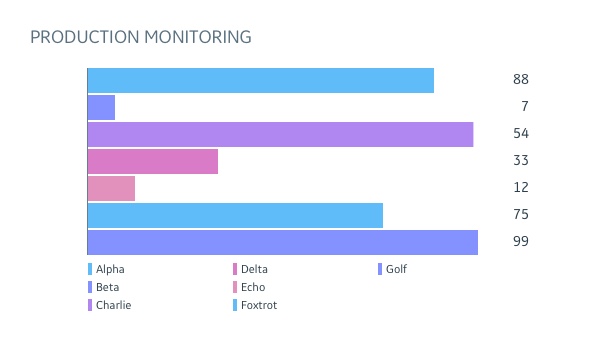 PRODUCTION MONITORING
88
7
54
33
12
75
99
Alpha
Beta
Charlie
Delta
Echo
Foxtrot
Golf